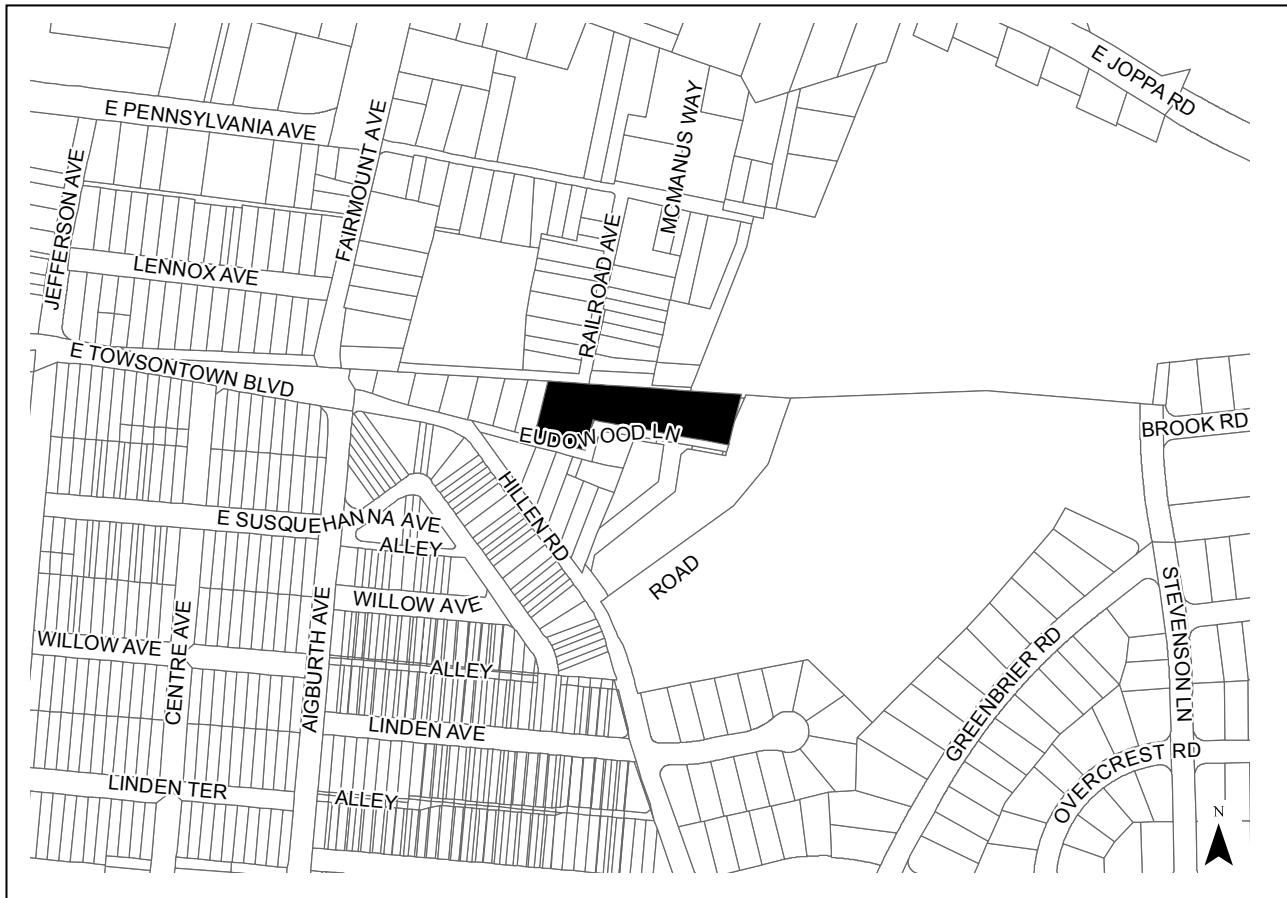 E JOPPA RD
E PENNSYLVANIA AVE
MCMANUS WAY
FAIRMOUNT AVE
JEFFERSON AVE
LENNOX AVE
RAILROAD AVE
E TOWSONTOWN BLVD
EUDOWOOD LN
BROOK RD
HILLEN RD
E SUSQUEHANNA AVE
ALLEY
ROAD
WILLOW AVE
STEVENSON LN
WILLOW AVE
CENTRE AVE
AIGBURTH AVE
ALLEY
GREENBRIER RD
LINDEN AVE
OVERCREST RD
LINDEN TER
ALLEY
N